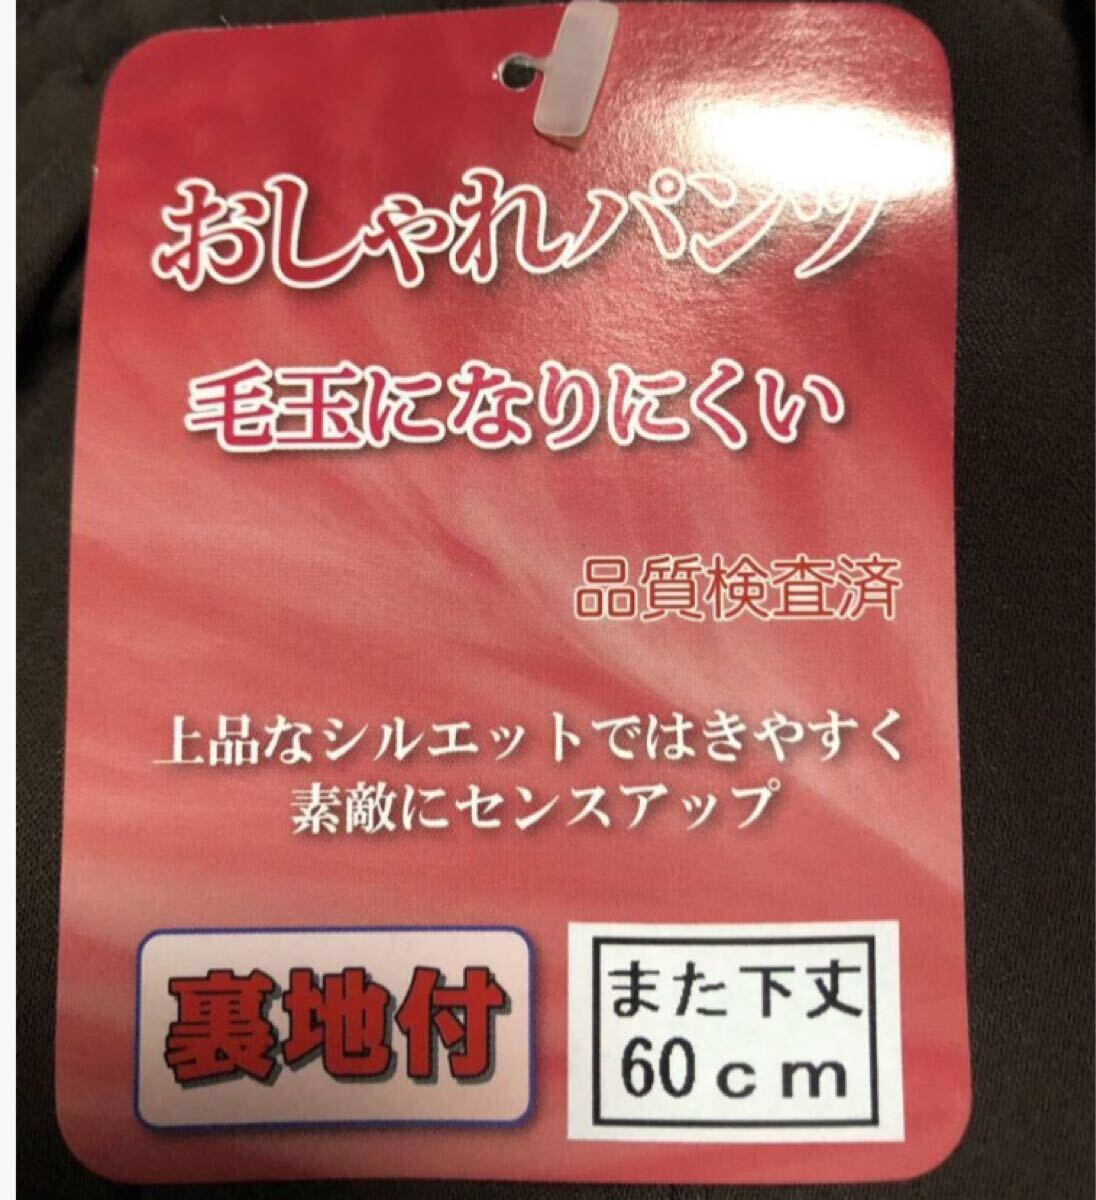 おしゃれパンツ
毛玉になりにくい
品質検査済
上品なシルエットではきやすく
素敵にセンスアップ
裏地付
また下丈
60cm